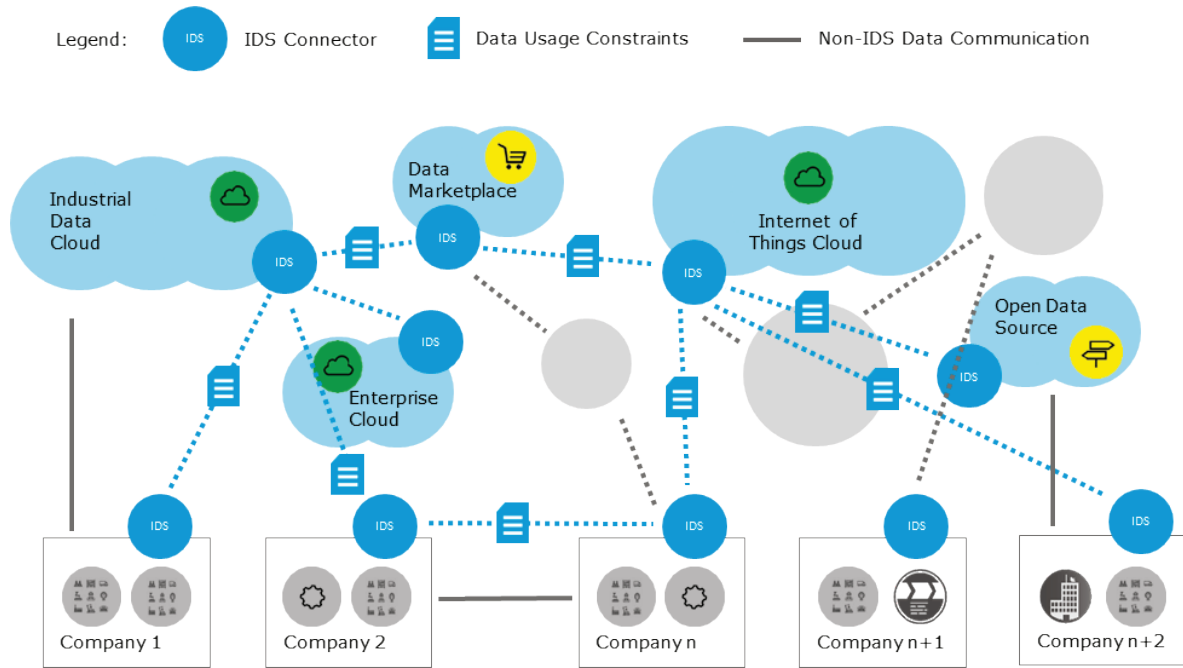 Legend:
IDS
IDS Connector
Data Usage Constraints
Non-IDS Data Communication
Industrial
Data
Cloud
Data
Marketplace
Internet of
Things Cloud
IDS
IDS
IDS
Open Data
Source
IDS
Enterprise
Cloud
IDS
IDS
IDS
IDS
IDS
IDS
Company 1
Company 2
Company n
Company n+1
Company n+2